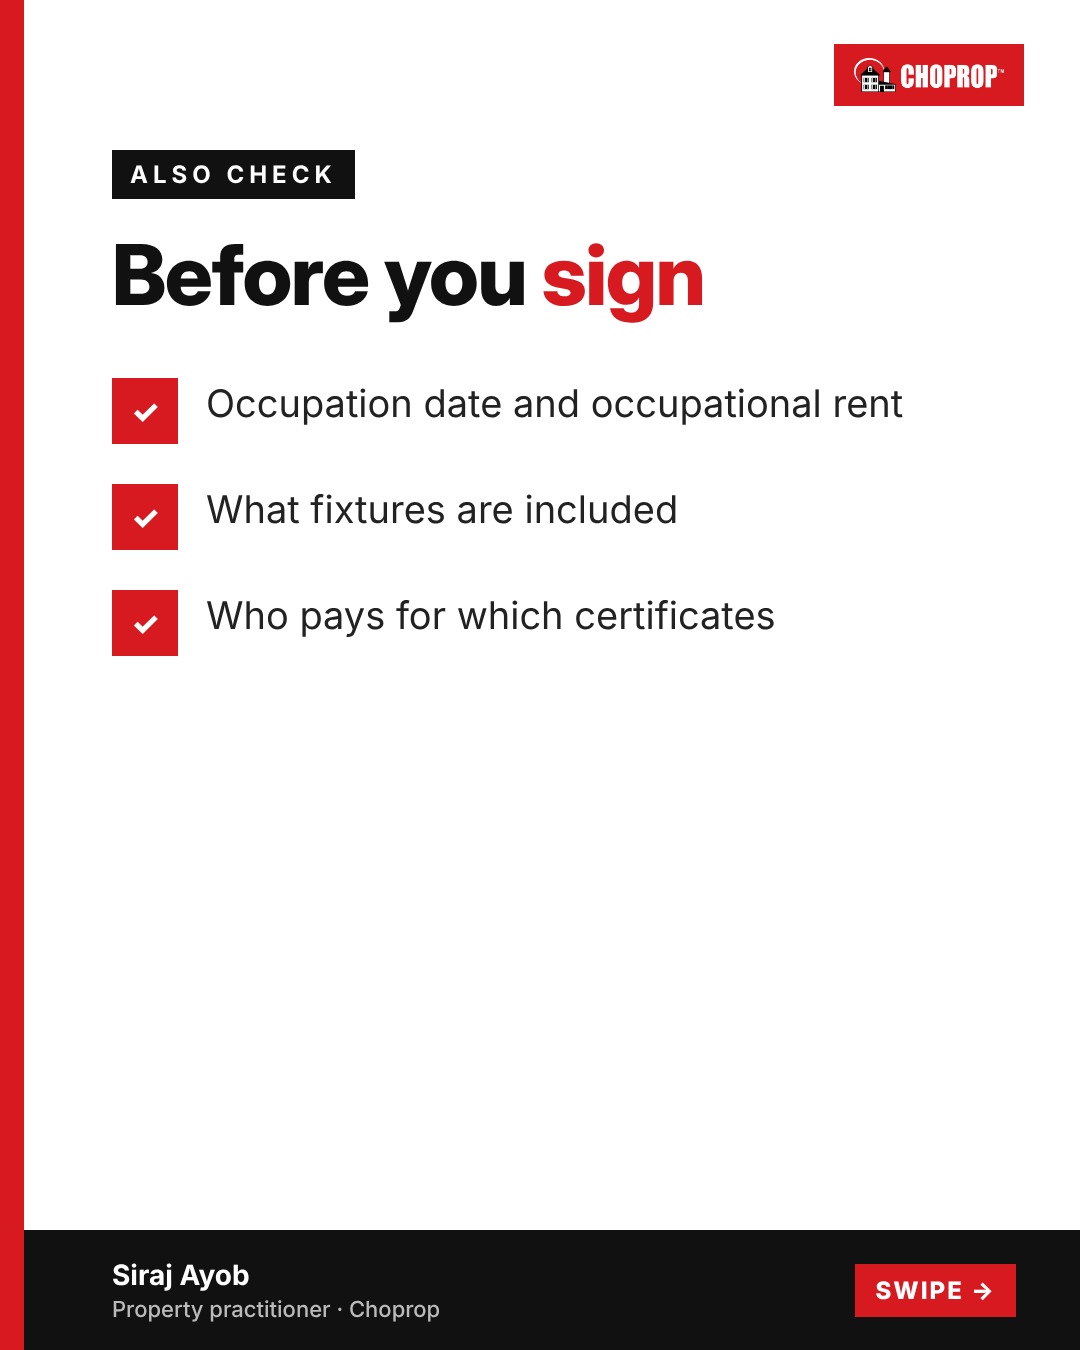 CHOPROP™
ALSO CHECK
Before you sign
Occupation date and occupational rent
What fixtures are included
Who pays for which certificates
Siraj Ayob
Property practitioner · Choprop
SWIPE →